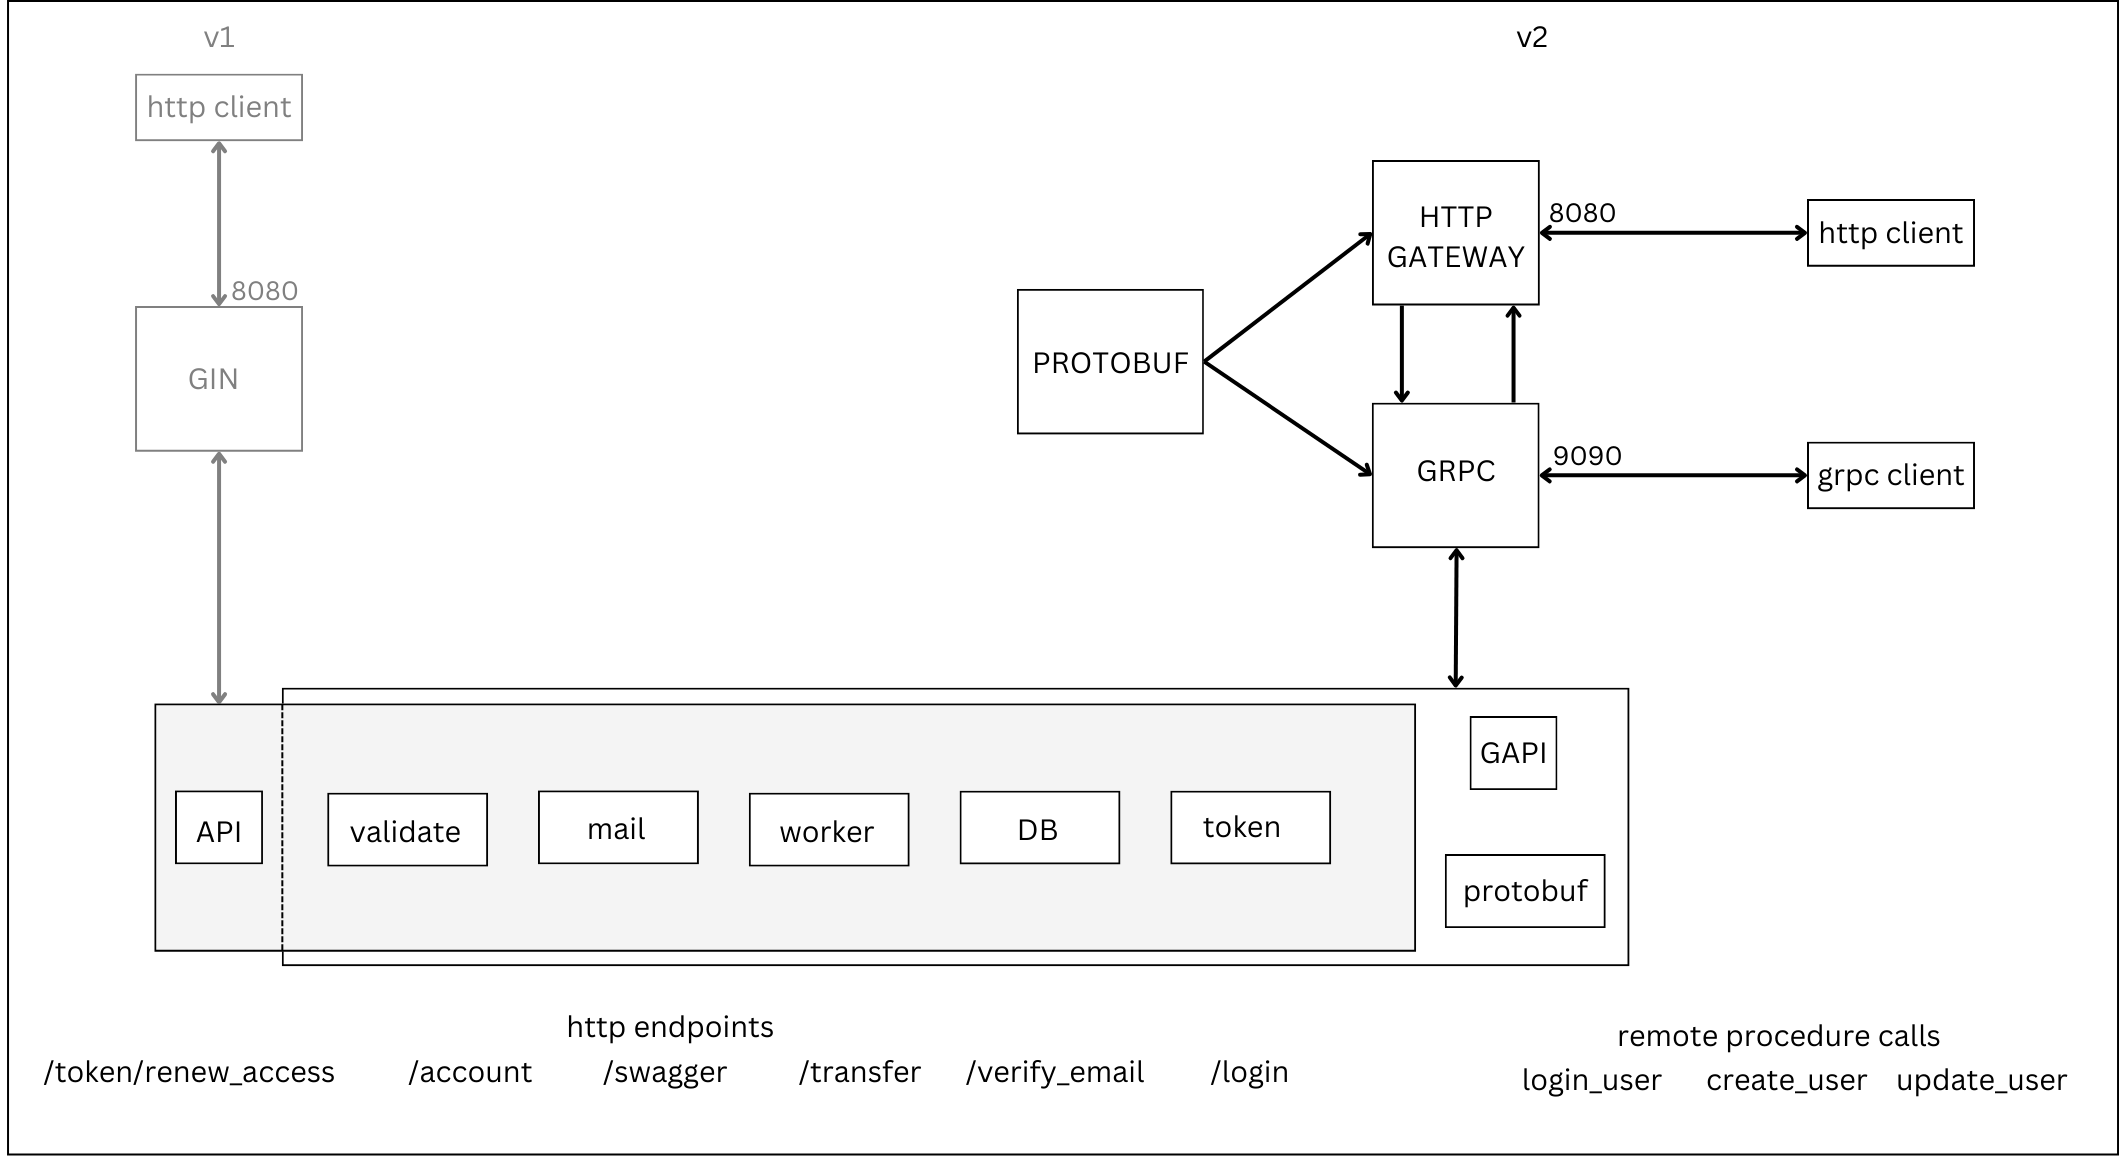 v1
v2
http client
8080
GIN
HTTP
GATEWAY
8080
http client
PROTOBUF
GRPC
9090
grpc client
API
validate
mail
worker
DB
token
GAPI
protobuf
http endpoints
/token/renew_access
/account
/swagger
/transfer
/verify_email
/login
remote procedure calls
login_user
create_user
update_user